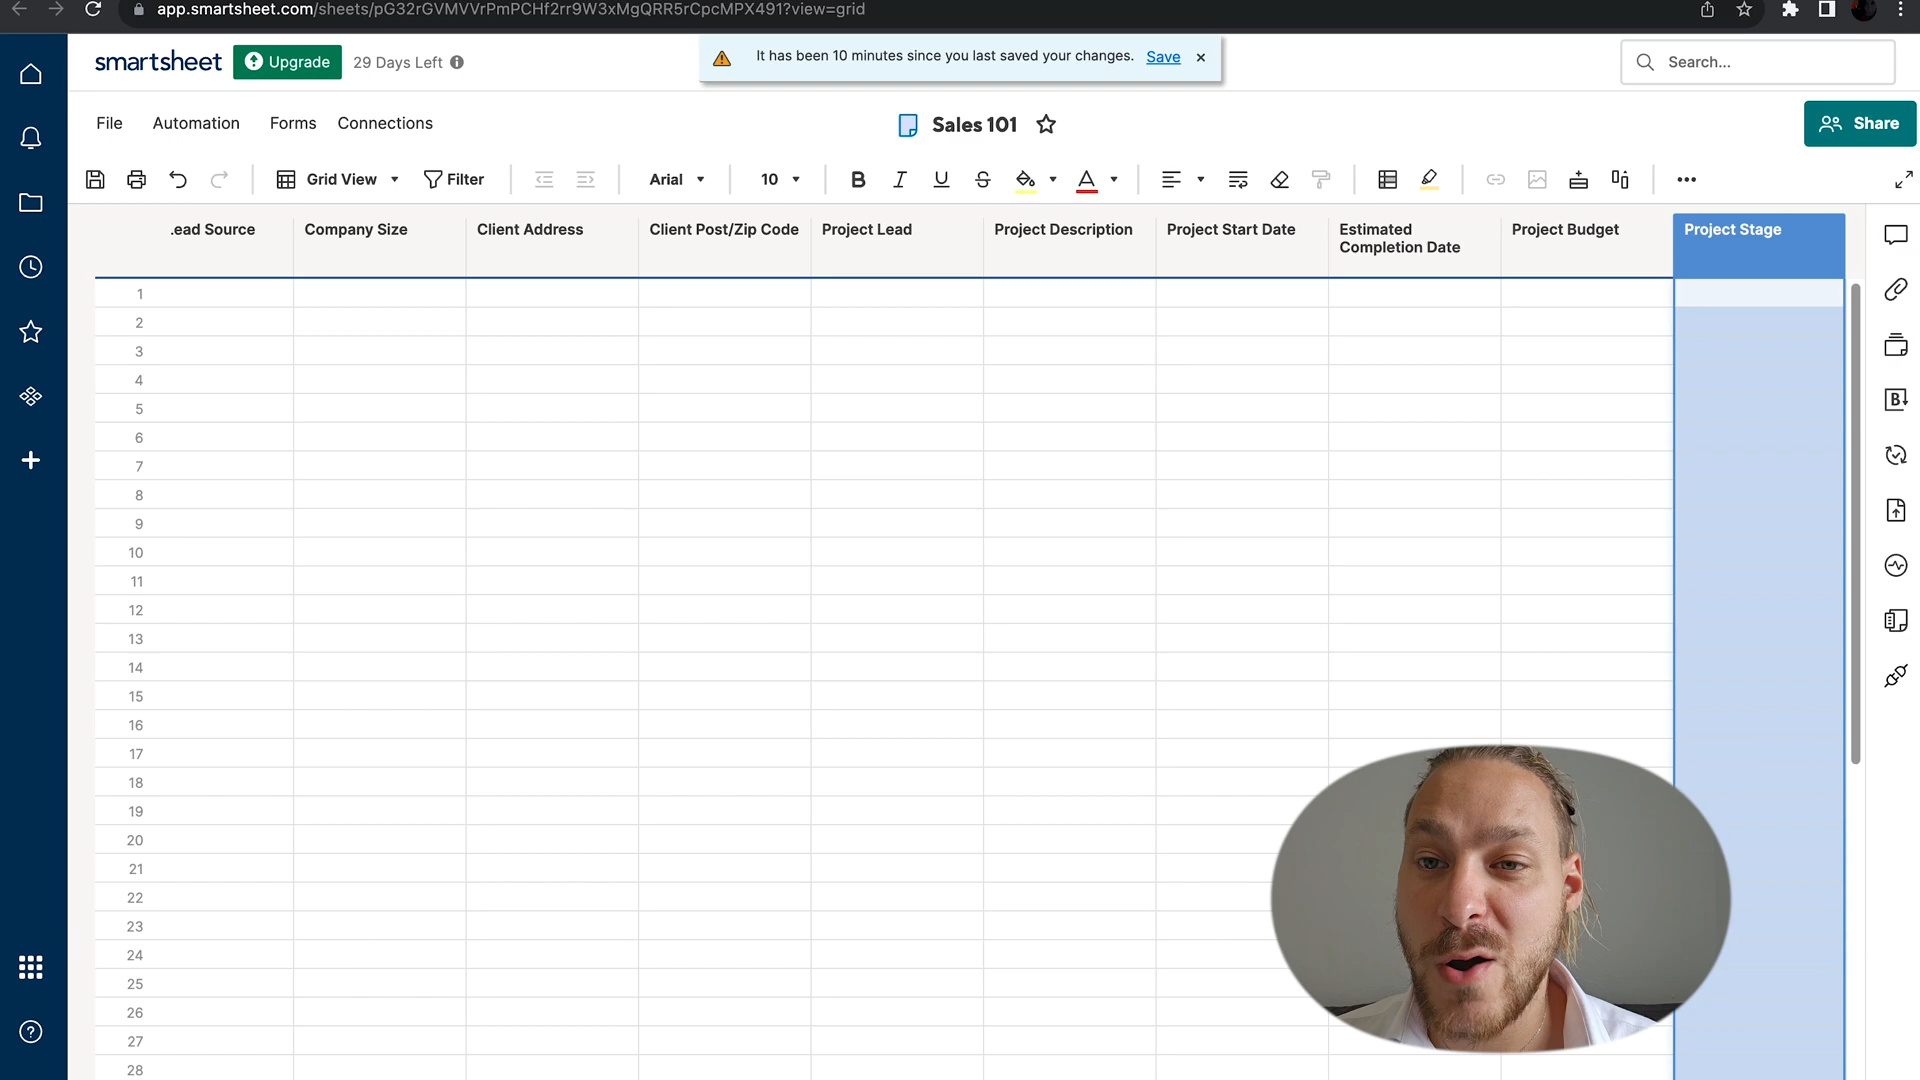 app.smartsheet.com/sheets/pG32rGVMVVrPmPCHf2rr9W3xMgQRR5rCpcMPX491?view=grid
smartsheet
Upgrade
29 Days Left
It has been 10 minutes since you last saved your changes. Save
Search...
File
Automation
Forms
Connections
Sales 101
Share
Grid View
Filter
Arial
10
B
I
U
S
A
.ead Source
Company Size
Client Address
Client Post/Zip Code
Project Lead
Project Description
Project Start Date
Estimated
Completion Date
Project Budget
Project Stage
1
2
3
4
5
6
7
8
9
10
11
12
13
14
15
16
17
18
19
20
21
22
23
24
25
26
27
28